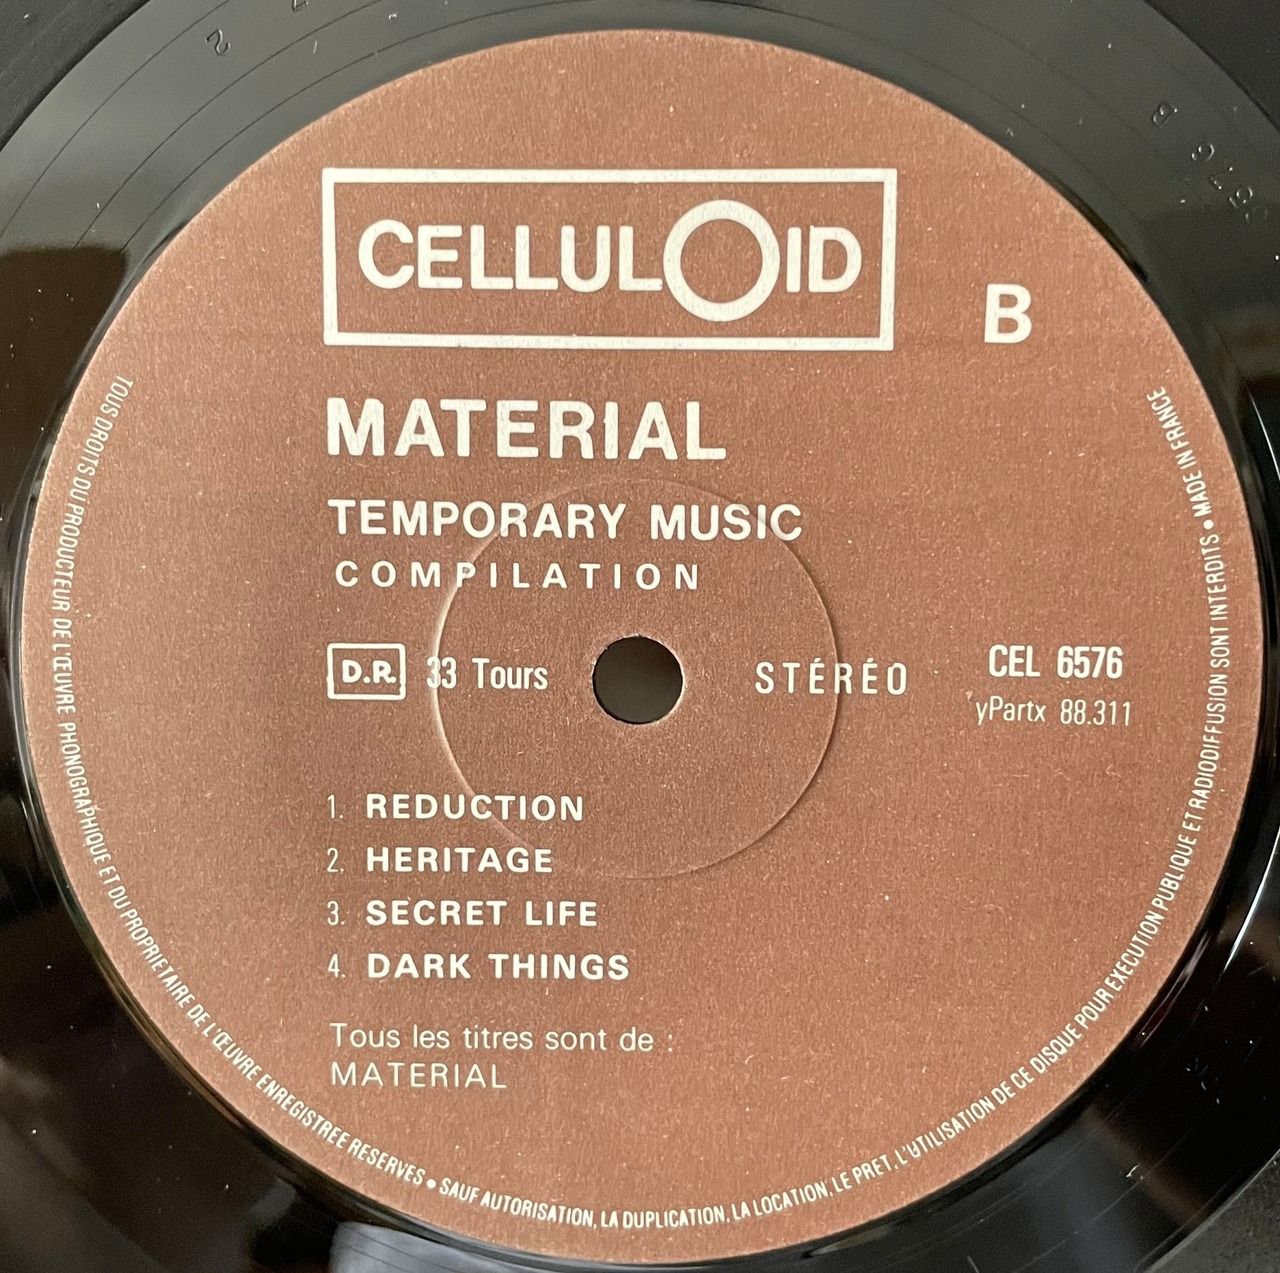 CELLULOID
B
MATERIAL
TEMPORARY MUSIC
COMPILATION
D.R. 33 Tours STÉRÉO CEL 6576
yPartx 88.311
1. REDUCTION
2. HERITAGE
3. SECRET LIFE
4. DARK THINGS
Tous les titres sont de :
MATERIAL
TOUS DROITS DU PRODUCTEUR DE L'ŒUVRE PHONOGRAPHIQUE ET DU PROPRIETAIRE DE L'ŒUVRE ENREGISTREE RESERVES • SAUF AUTORISATION, LA DUPLICATION, LA LOCATION, LE PRET, L'UTILISATION DE CE DISQUE POUR EXECUTION PUBLIQUE ET RADIODIFFUSION SONT INTERDITS • MADE IN FRANCE